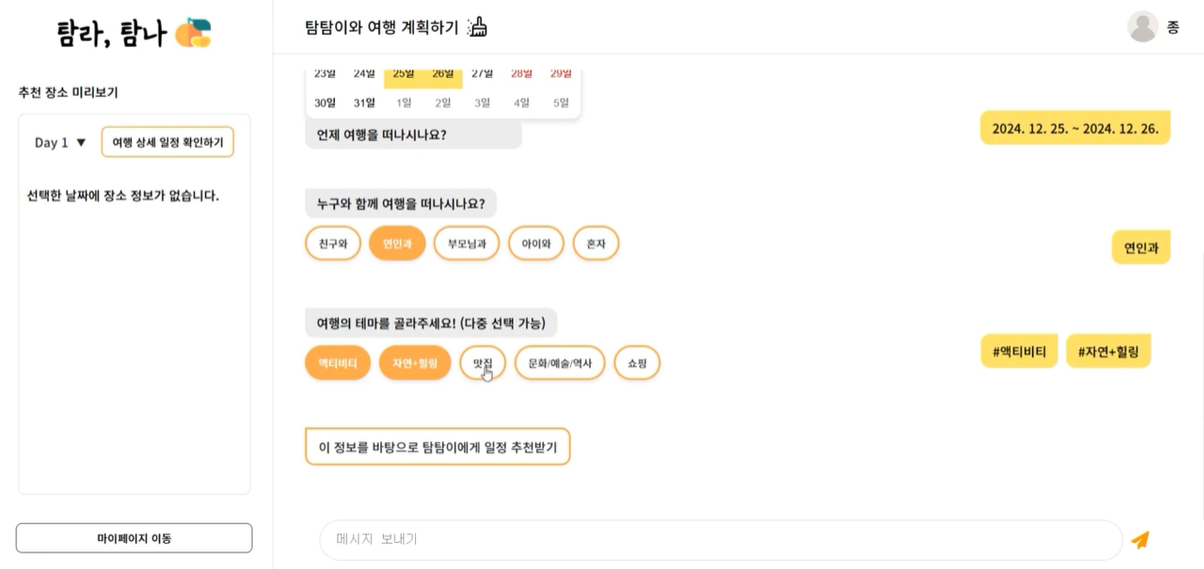 탐라, 탐나
추천 장소 미리보기
Day 1 ▼
여행 상세 일정 확인하기
선택한 날짜에 장소 정보가 없습니다.
마이페이지 이동
탐탐이와 여행 계획하기
종
23일 24일 25일 26일 27일 28일 29일
30일 31일 1일 2일 3일 4일 5일
언제 여행을 떠나시나요?
2024. 12. 25. ~ 2024. 12. 26.
누구와 함께 여행을 떠나시나요?
친구와 연인과 부모님과 아이와 혼자
연인과
여행의 테마를 골라주세요! (다중 선택 가능)
액티비티 자연+힐링 맛집 문화/예술/역사 쇼핑
#액티비티 #자연+힐링
이 정보를 바탕으로 탐탐이에게 일정 추천받기
메시지 보내기